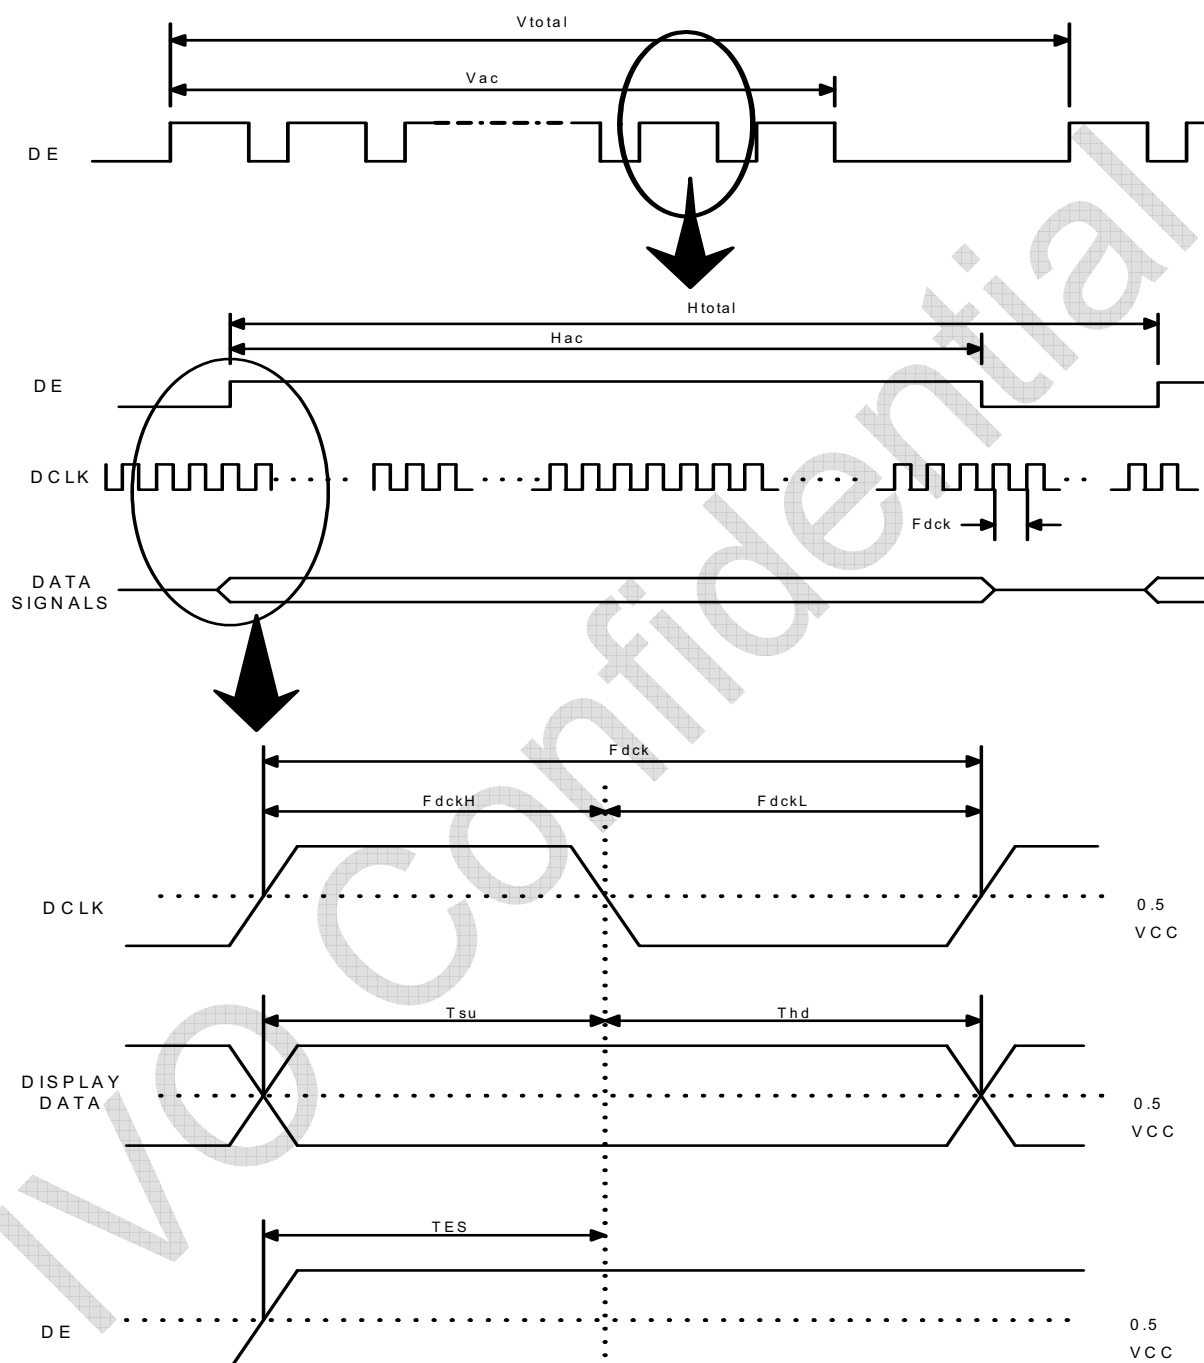 Vtotal
Vac
DE
Htotal
Hac
DE
DCLK
Fdck
DATA
SIGNALS
Fdck
FdckH
FdckL
DCLK
0.5
VCC
Tsu
Thd
DISPLAY
DATA
0.5
VCC
TES
DE
0.5
VCC
IVO Confidential